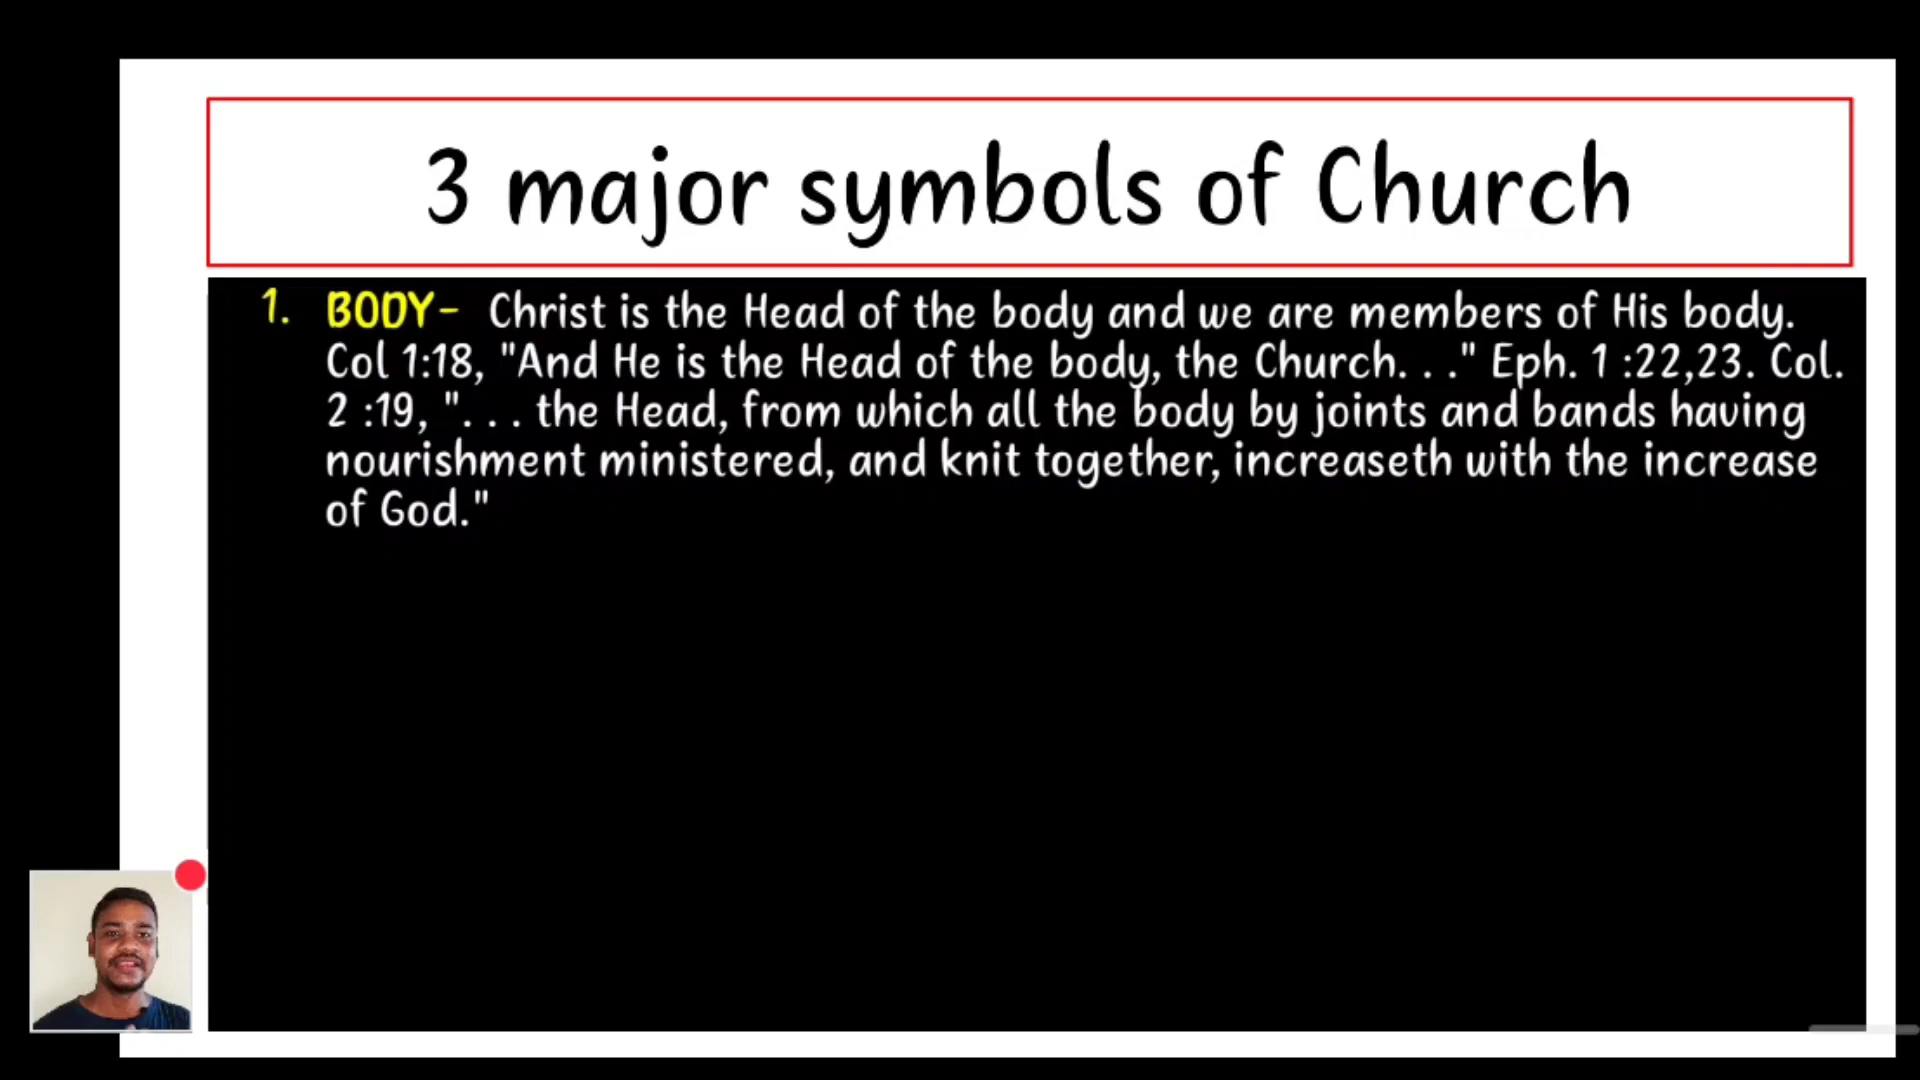 3 major symbols of Church
1. BODY- Christ is the Head of the body and we are members of His body.
Col 1:18, "And He is the Head of the body, the Church. . ." Eph. 1 :22,23. Col.
2 :19, ". . . the Head, from which all the body by joints and bands having
nourishment ministered, and knit together, increaseth with the increase
of God."